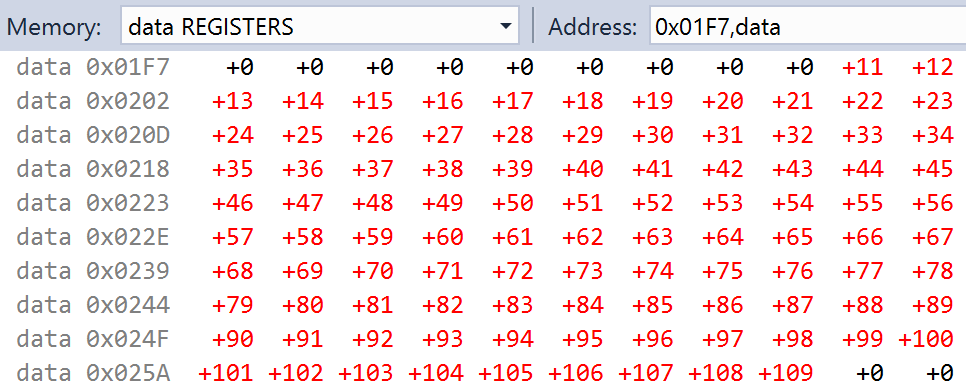 Memory: data REGISTERS Address: 0x01F7,data
data 0x01F7 +0 +0 +0 +0 +0 +0 +0 +0 +0 +11 +12
data 0x0202 +13 +14 +15 +16 +17 +18 +19 +20 +21 +22 +23
data 0x020D +24 +25 +26 +27 +28 +29 +30 +31 +32 +33 +34
data 0x0218 +35 +36 +37 +38 +39 +40 +41 +42 +43 +44 +45
data 0x0223 +46 +47 +48 +49 +50 +51 +52 +53 +54 +55 +56
data 0x022E +57 +58 +59 +60 +61 +62 +63 +64 +65 +66 +67
data 0x0239 +68 +69 +70 +71 +72 +73 +74 +75 +76 +77 +78
data 0x0244 +79 +80 +81 +82 +83 +84 +85 +86 +87 +88 +89
data 0x024F +90 +91 +92 +93 +94 +95 +96 +97 +98 +99 +100
data 0x025A +101 +102 +103 +104 +105 +106 +107 +108 +109 +0 +0